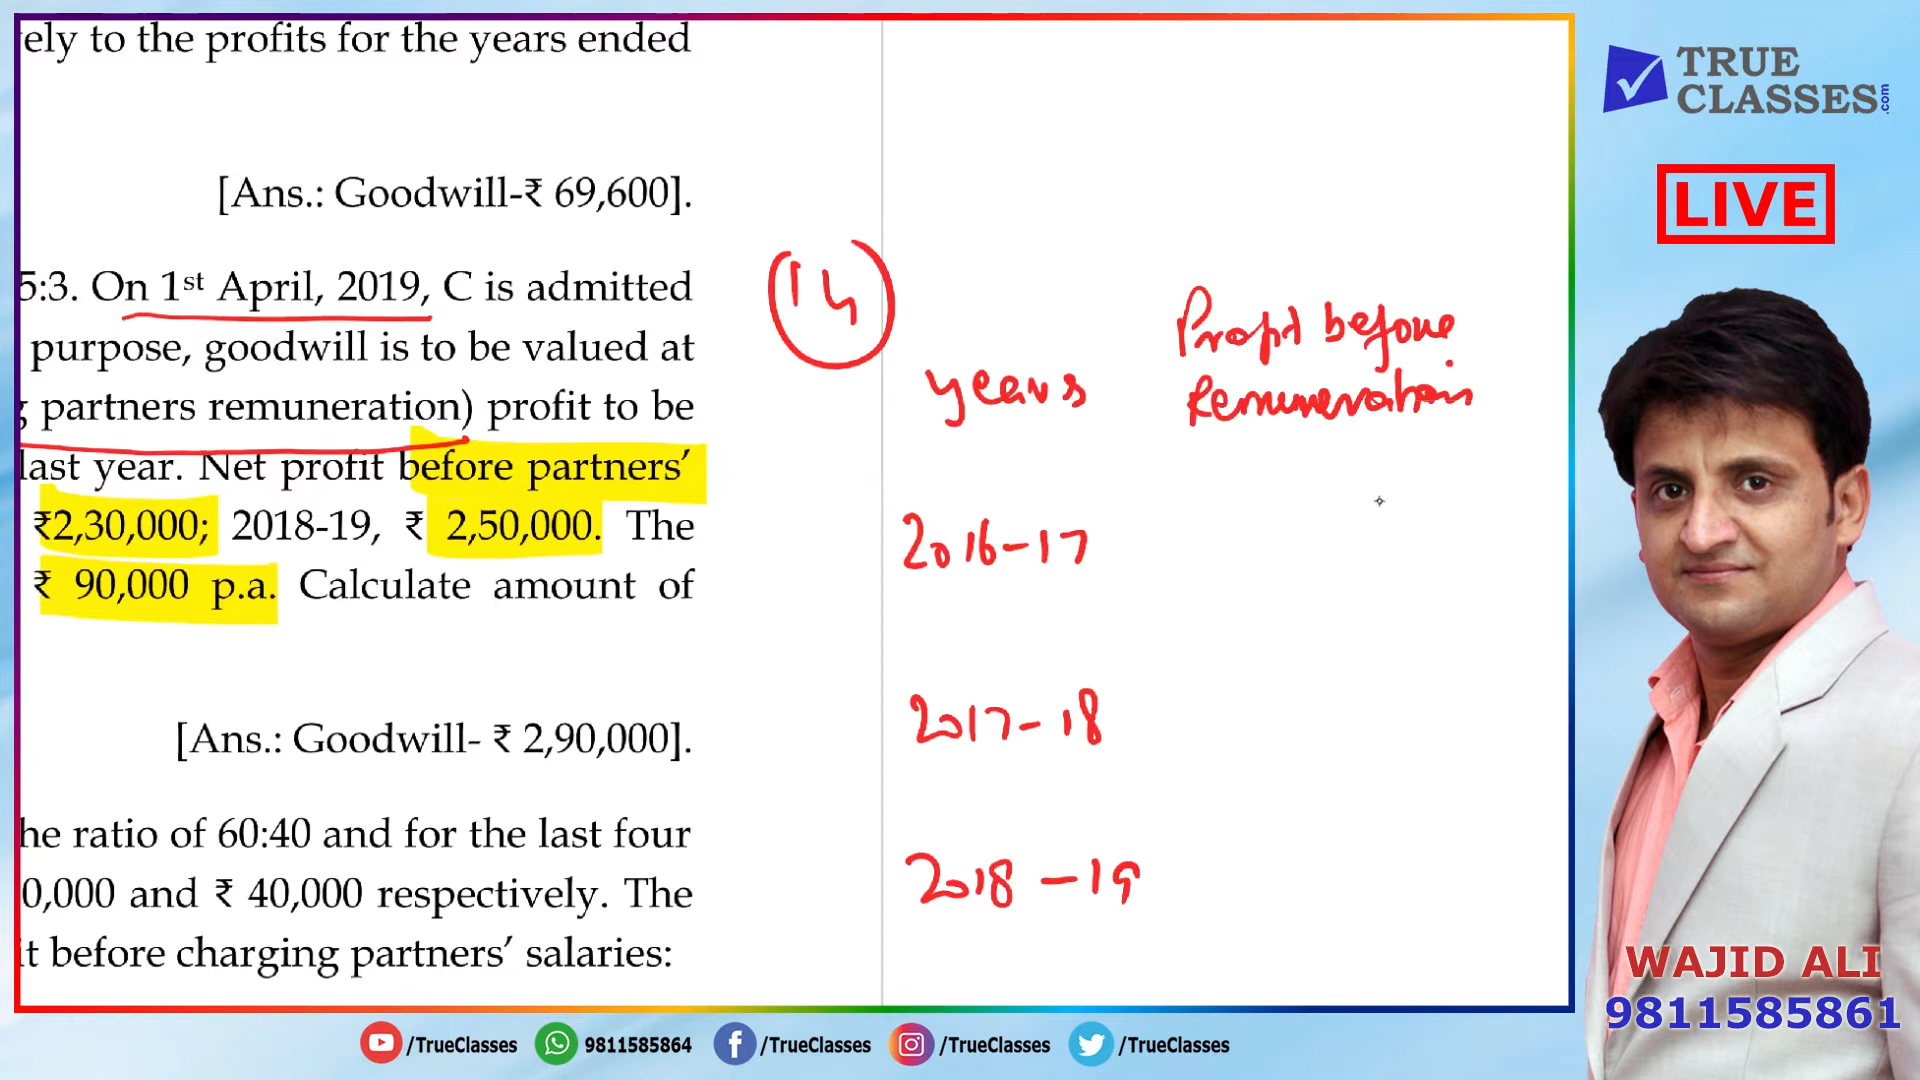 ely to the profits for the years ended
[Ans.: Goodwill-₹ 69,600].
5:3. On 1st April, 2019, C is admitted
purpose, goodwill is to be valued at
partners remuneration) profit to be
last year. Net profit before partners’
₹2,30,000; 2018-19, ₹ 2,50,000. The
₹ 90,000 p.a. Calculate amount of
[Ans.: Goodwill- ₹ 2,90,000].
he ratio of 60:40 and for the last four
0,000 and ₹ 40,000 respectively. The
it before charging partners’ salaries:
14
years
Profit before
Remuneration
2016-17
2017-18
2018-19
TRUE
CLASSES.com
LIVE
WAJID ALI
9811585861
/TrueClasses
9811585864
/TrueClasses
/TrueClasses
/TrueClasses